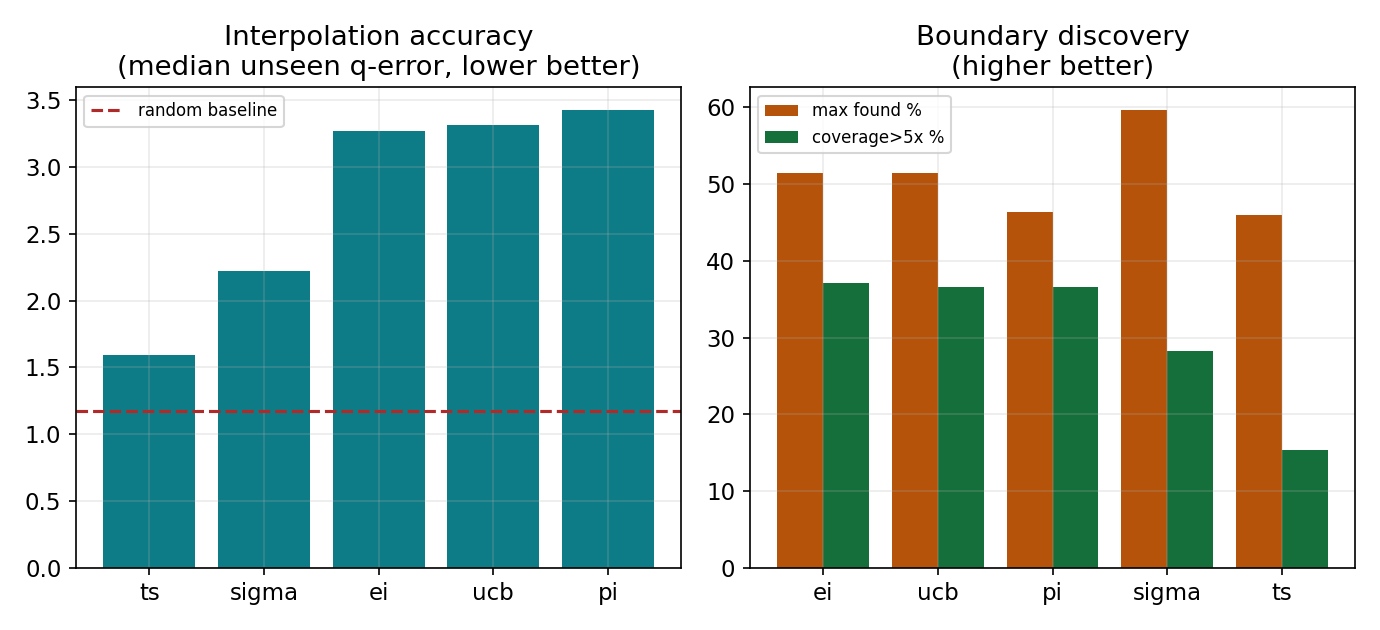 Interpolation accuracy
(median unseen q-error, lower better)
random baseline
3.5
3.0
2.5
2.0
1.5
1.0
0.5
0.0
ts sigma ei ucb pi
Boundary discovery
(higher better)
max found %
coverage>5x %
60
50
40
30
20
10
0
ei ucb pi sigma ts